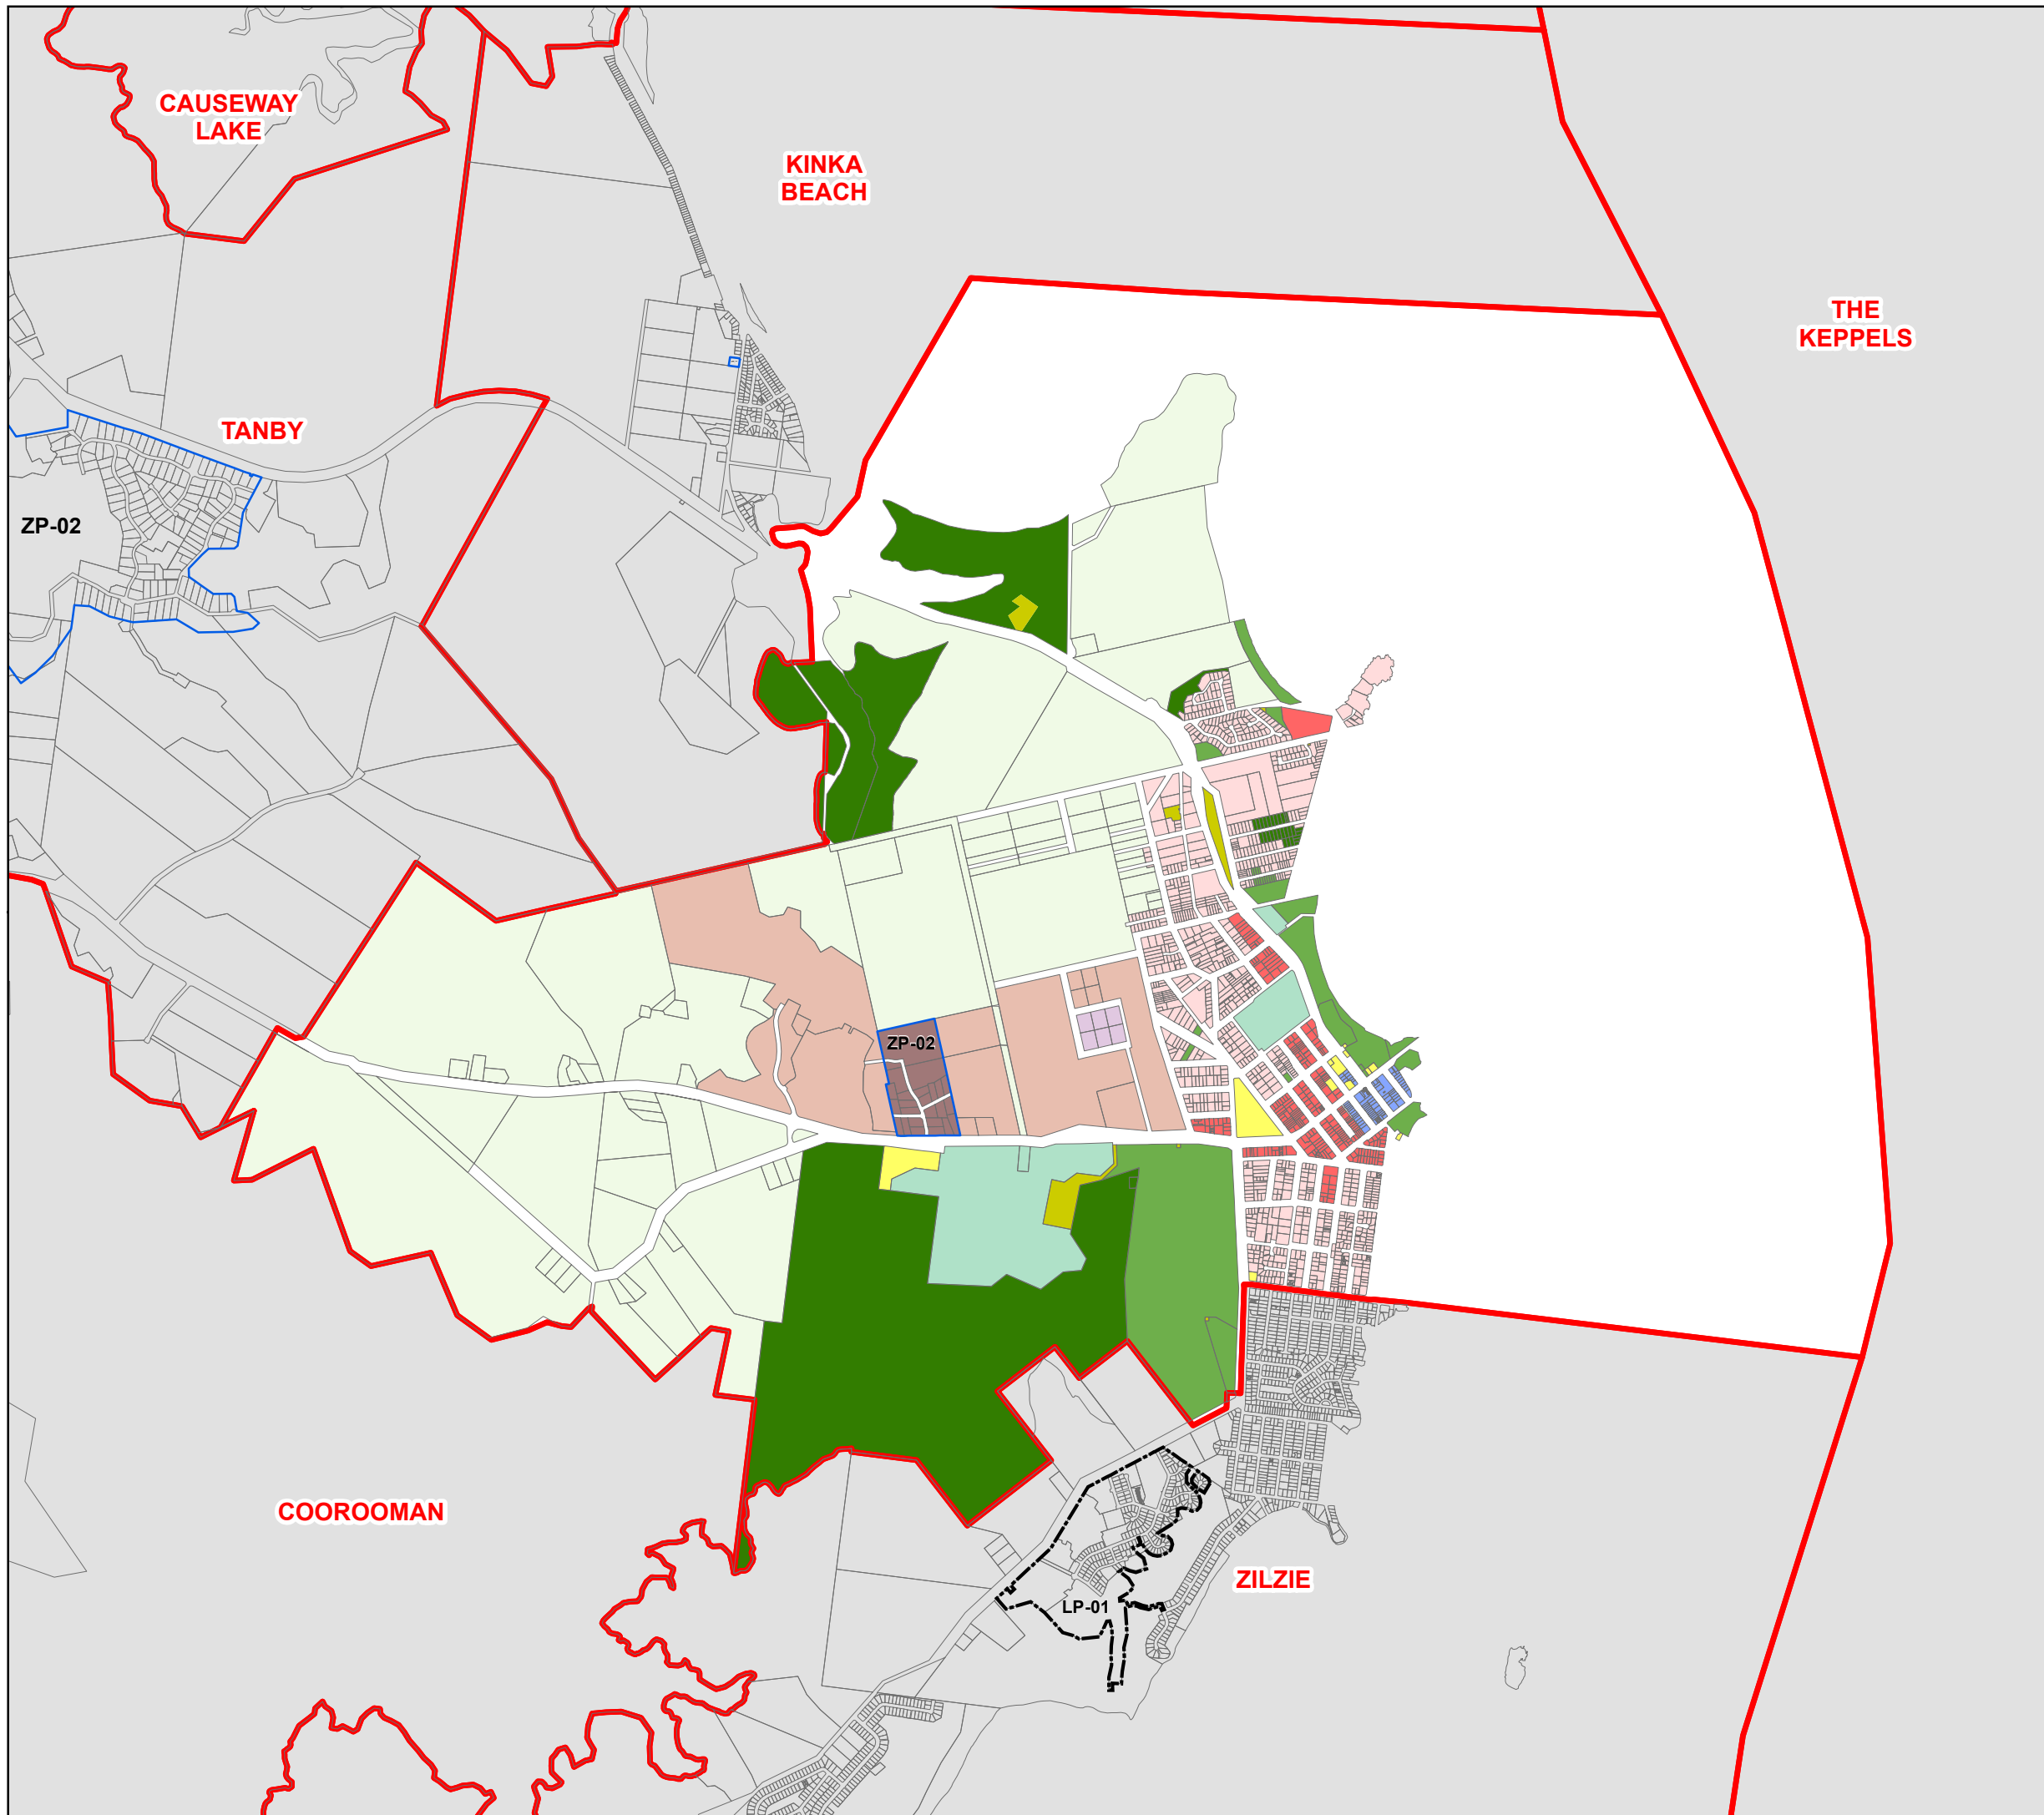 CAUSEWAY
LAKE
KINKA
BEACH
THE
KEPPELS
TANBY
ZP-02
ZP-02
COOROOMAN
ZILZIE
LP-01